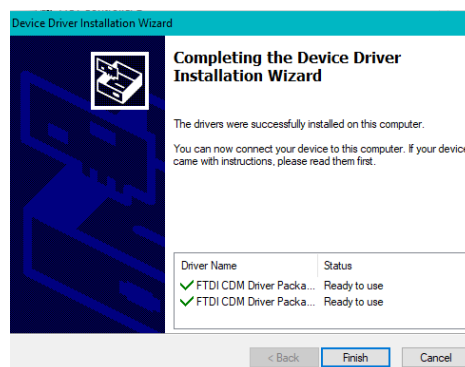 Device Driver Installation Wizard
Completing the Device Driver
Installation Wizard
The drivers were successfully installed on this computer.
You can now connect your device to this computer. If your device
came with instructions, please read them first.
Driver Name Status
FTDI CDM Driver Packa... Ready to use
FTDI CDM Driver Packa... Ready to use
< Back Finish Cancel